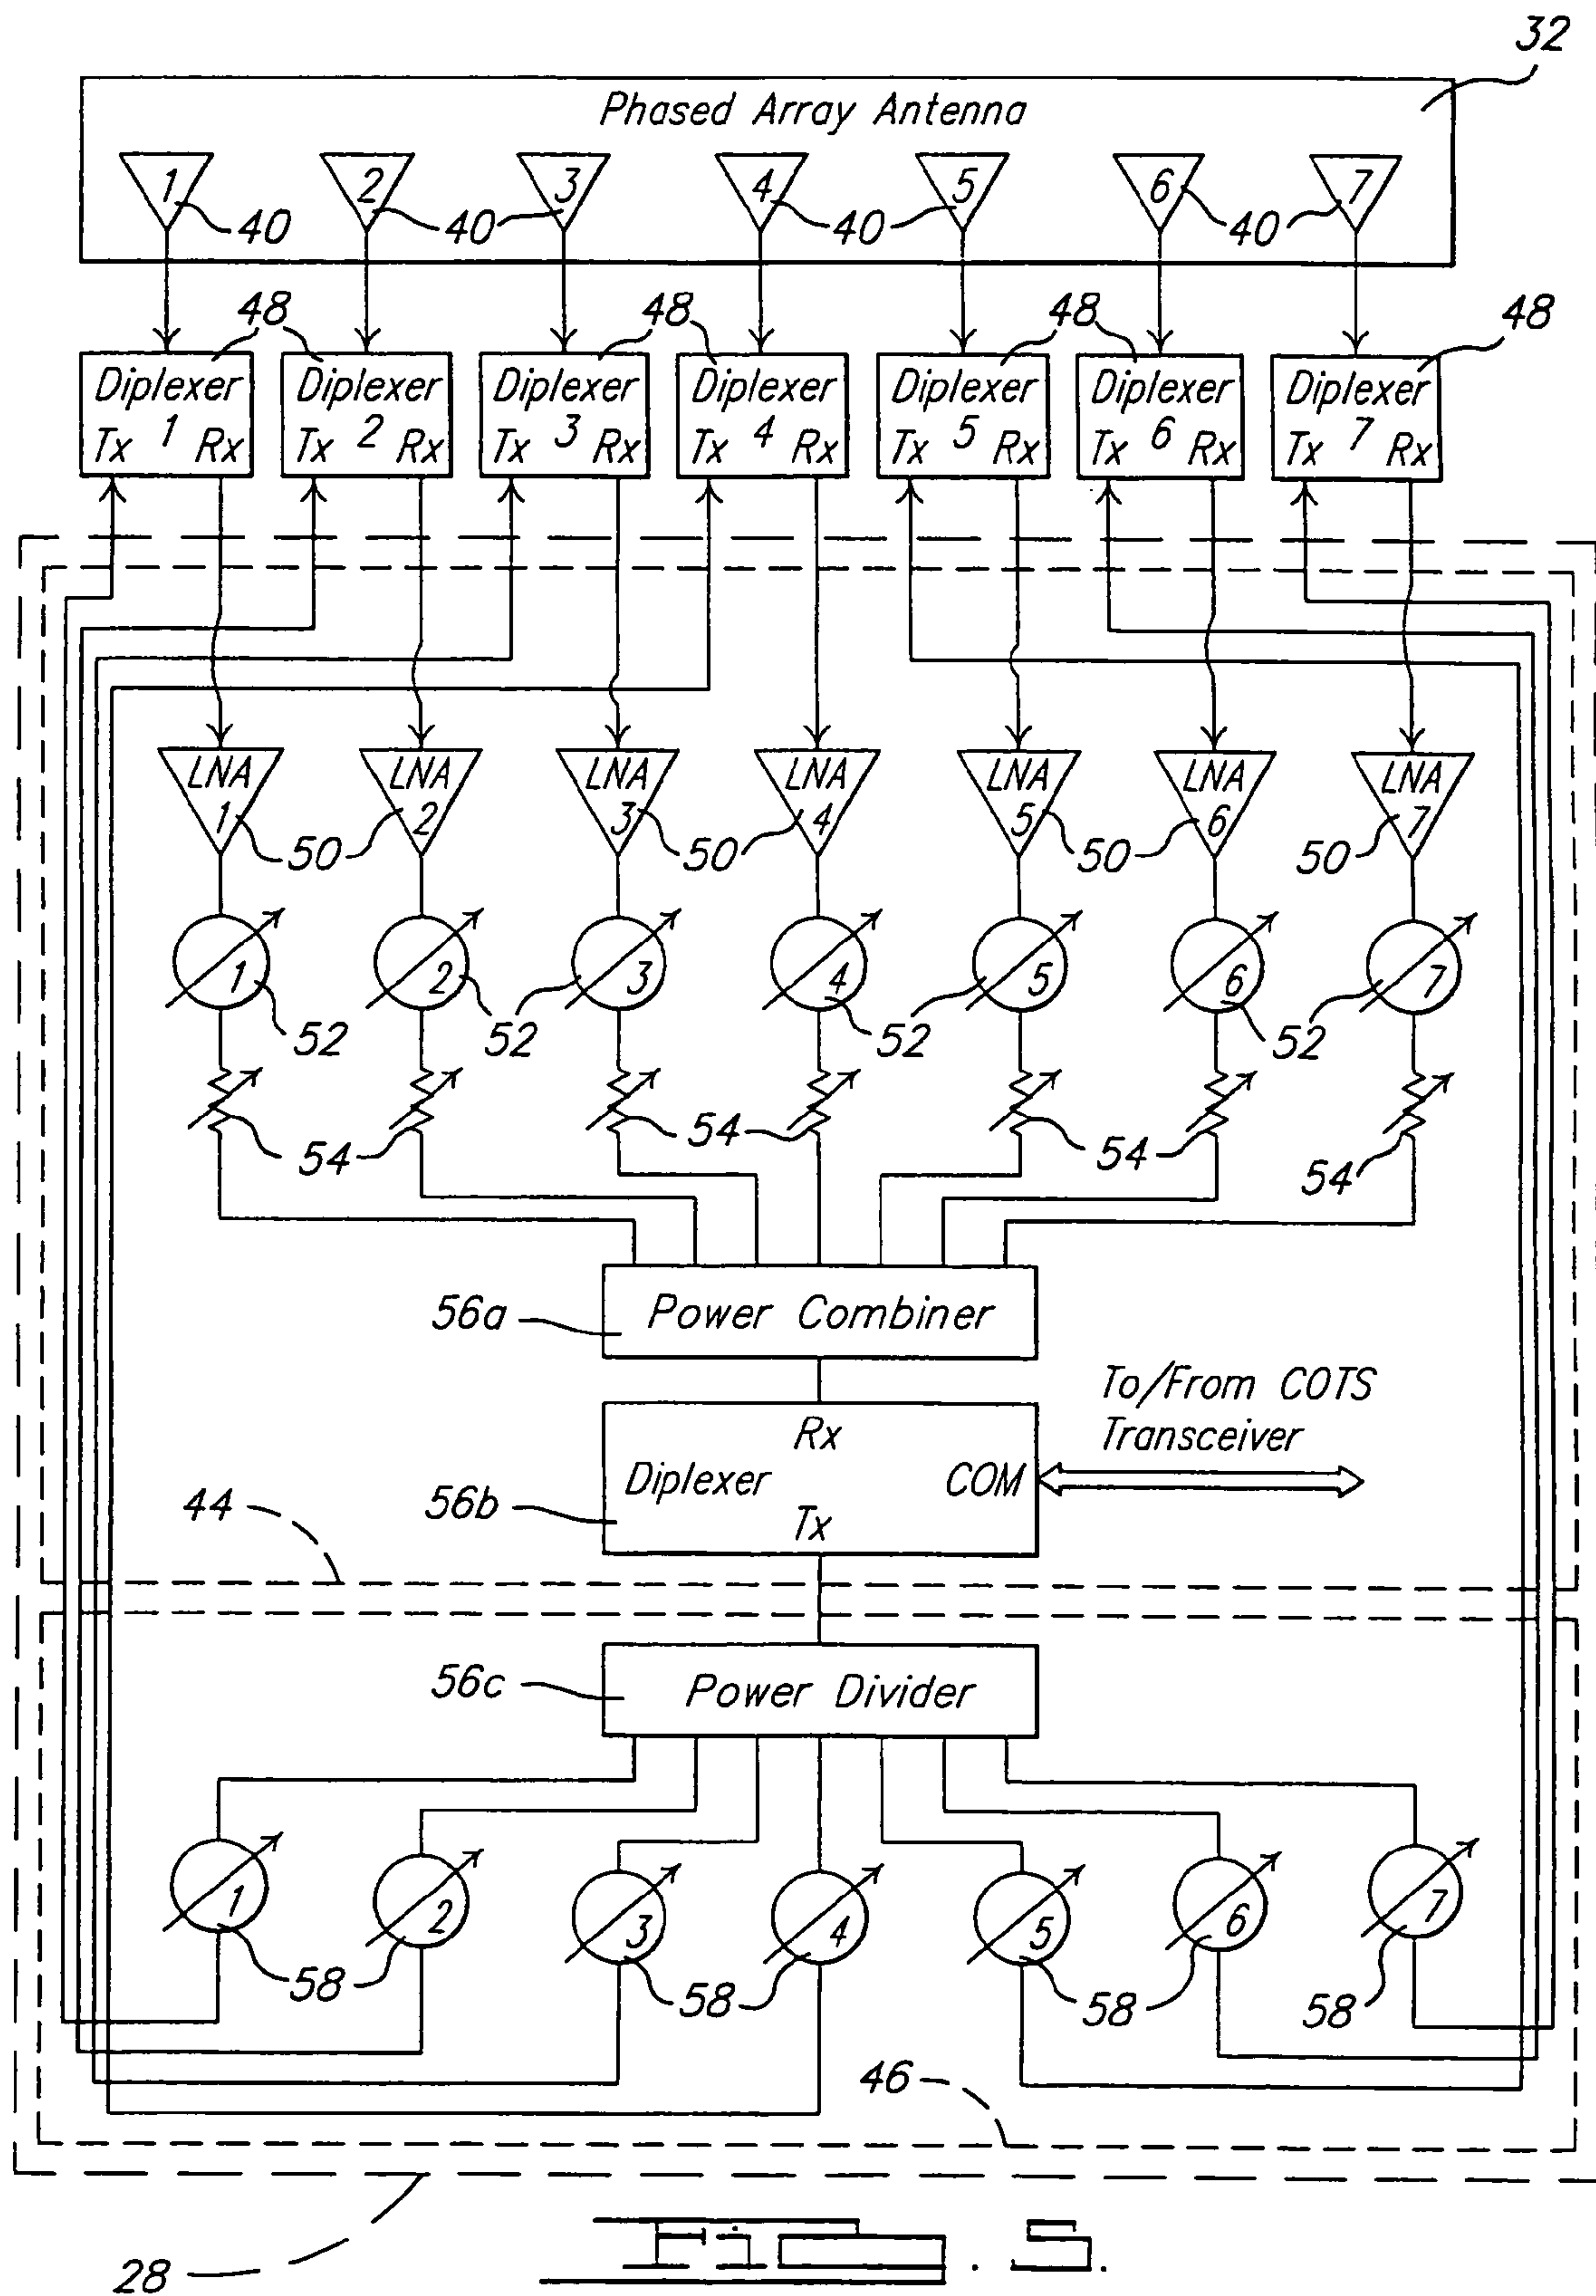 32
Phased Array Antenna
1 2 3 4 5 6 7
40 40 40 40
48 48 48 48
Diplexer Diplexer Diplexer Diplexer Diplexer Diplexer Diplexer
Tx 1 Rx Tx 2 Rx Tx 3 Rx Tx 4 Rx Tx 5 Rx Tx 6 Rx Tx 7 Rx
LNA LNA LNA LNA LNA LNA LNA
1 2 3 4 5 6 7
50 50 50 50
1 2 3 4 5 6 7
52 52 52 52
54 54 54 54
56a Power Combiner
To/From COTS
Transceiver
Rx
Diplexer COM
56b Tx
44
56c Power Divider
1 2 3 4 5 6 7
58 58 58 58
46
28
FIG. 5.